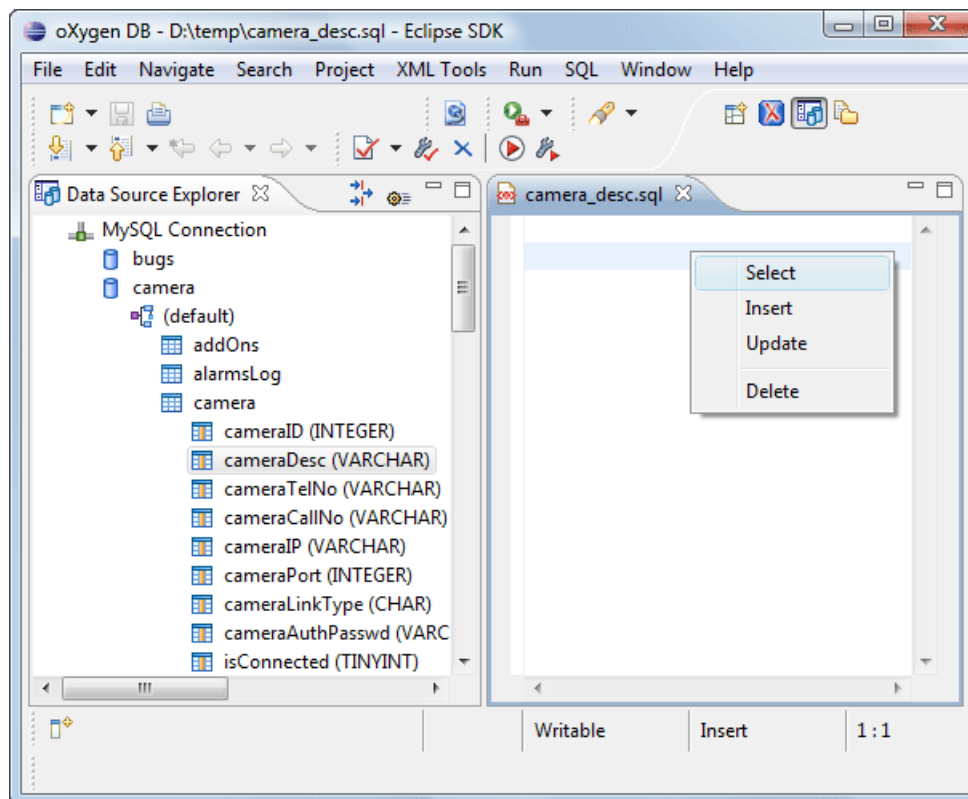 oXygen DB - D:\temp\camera_desc.sql - Eclipse SDK
File Edit Navigate Search Project XML Tools Run SQL Window Help
Data Source Explorer
MySQL Connection
bugs
camera
(default)
addOns
alarmsLog
camera
cameraID (INTEGER)
cameraDesc (VARCHAR)
cameraTelNo (VARCHAR)
cameraCallNo (VARCHAR)
cameraIP (VARCHAR)
cameraPort (INTEGER)
cameraLinkType (CHAR)
cameraAuthPasswd (VARC
isConnected (TINYINT)
camera_desc.sql
Select
Insert
Update
Delete
Writable Insert 1 : 1